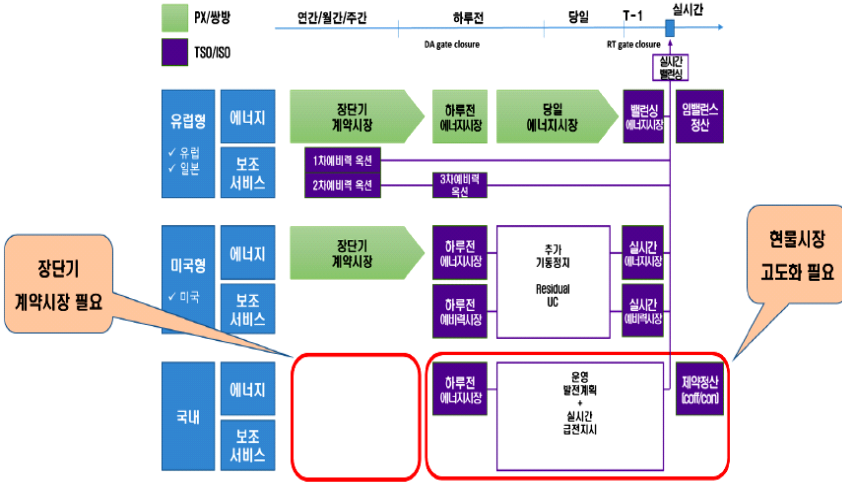 PX/쌍방
TSO/ISO
연간/월간/주간
하루전
당일
T-1
실시간
DA gate closure
RT gate closure
실시간
밸런싱
유럽형
✓ 유럽
✓ 일본
에너지
장단기
계약시장
하루전
에너지시장
당일
에너지시장
밸런싱
에너지시장
임밸런스
정산
보조
서비스
1차예비력 옥션
2차예비력 옥션
3차예비력
옥션
미국형
✓ 미국
에너지
장단기
계약시장
하루전
에너지시장
추가
기동정지
Residual
UC
실시간
에너지시장
보조
서비스
하루전
예비력시장
실시간
예비력시장
장단기
계약시장 필요
현물시장
고도화 필요
국내
에너지
하루전
에너지시장
운영
발전계획
+
실시간
급전지시
제약정산
(coff/con)
보조
서비스